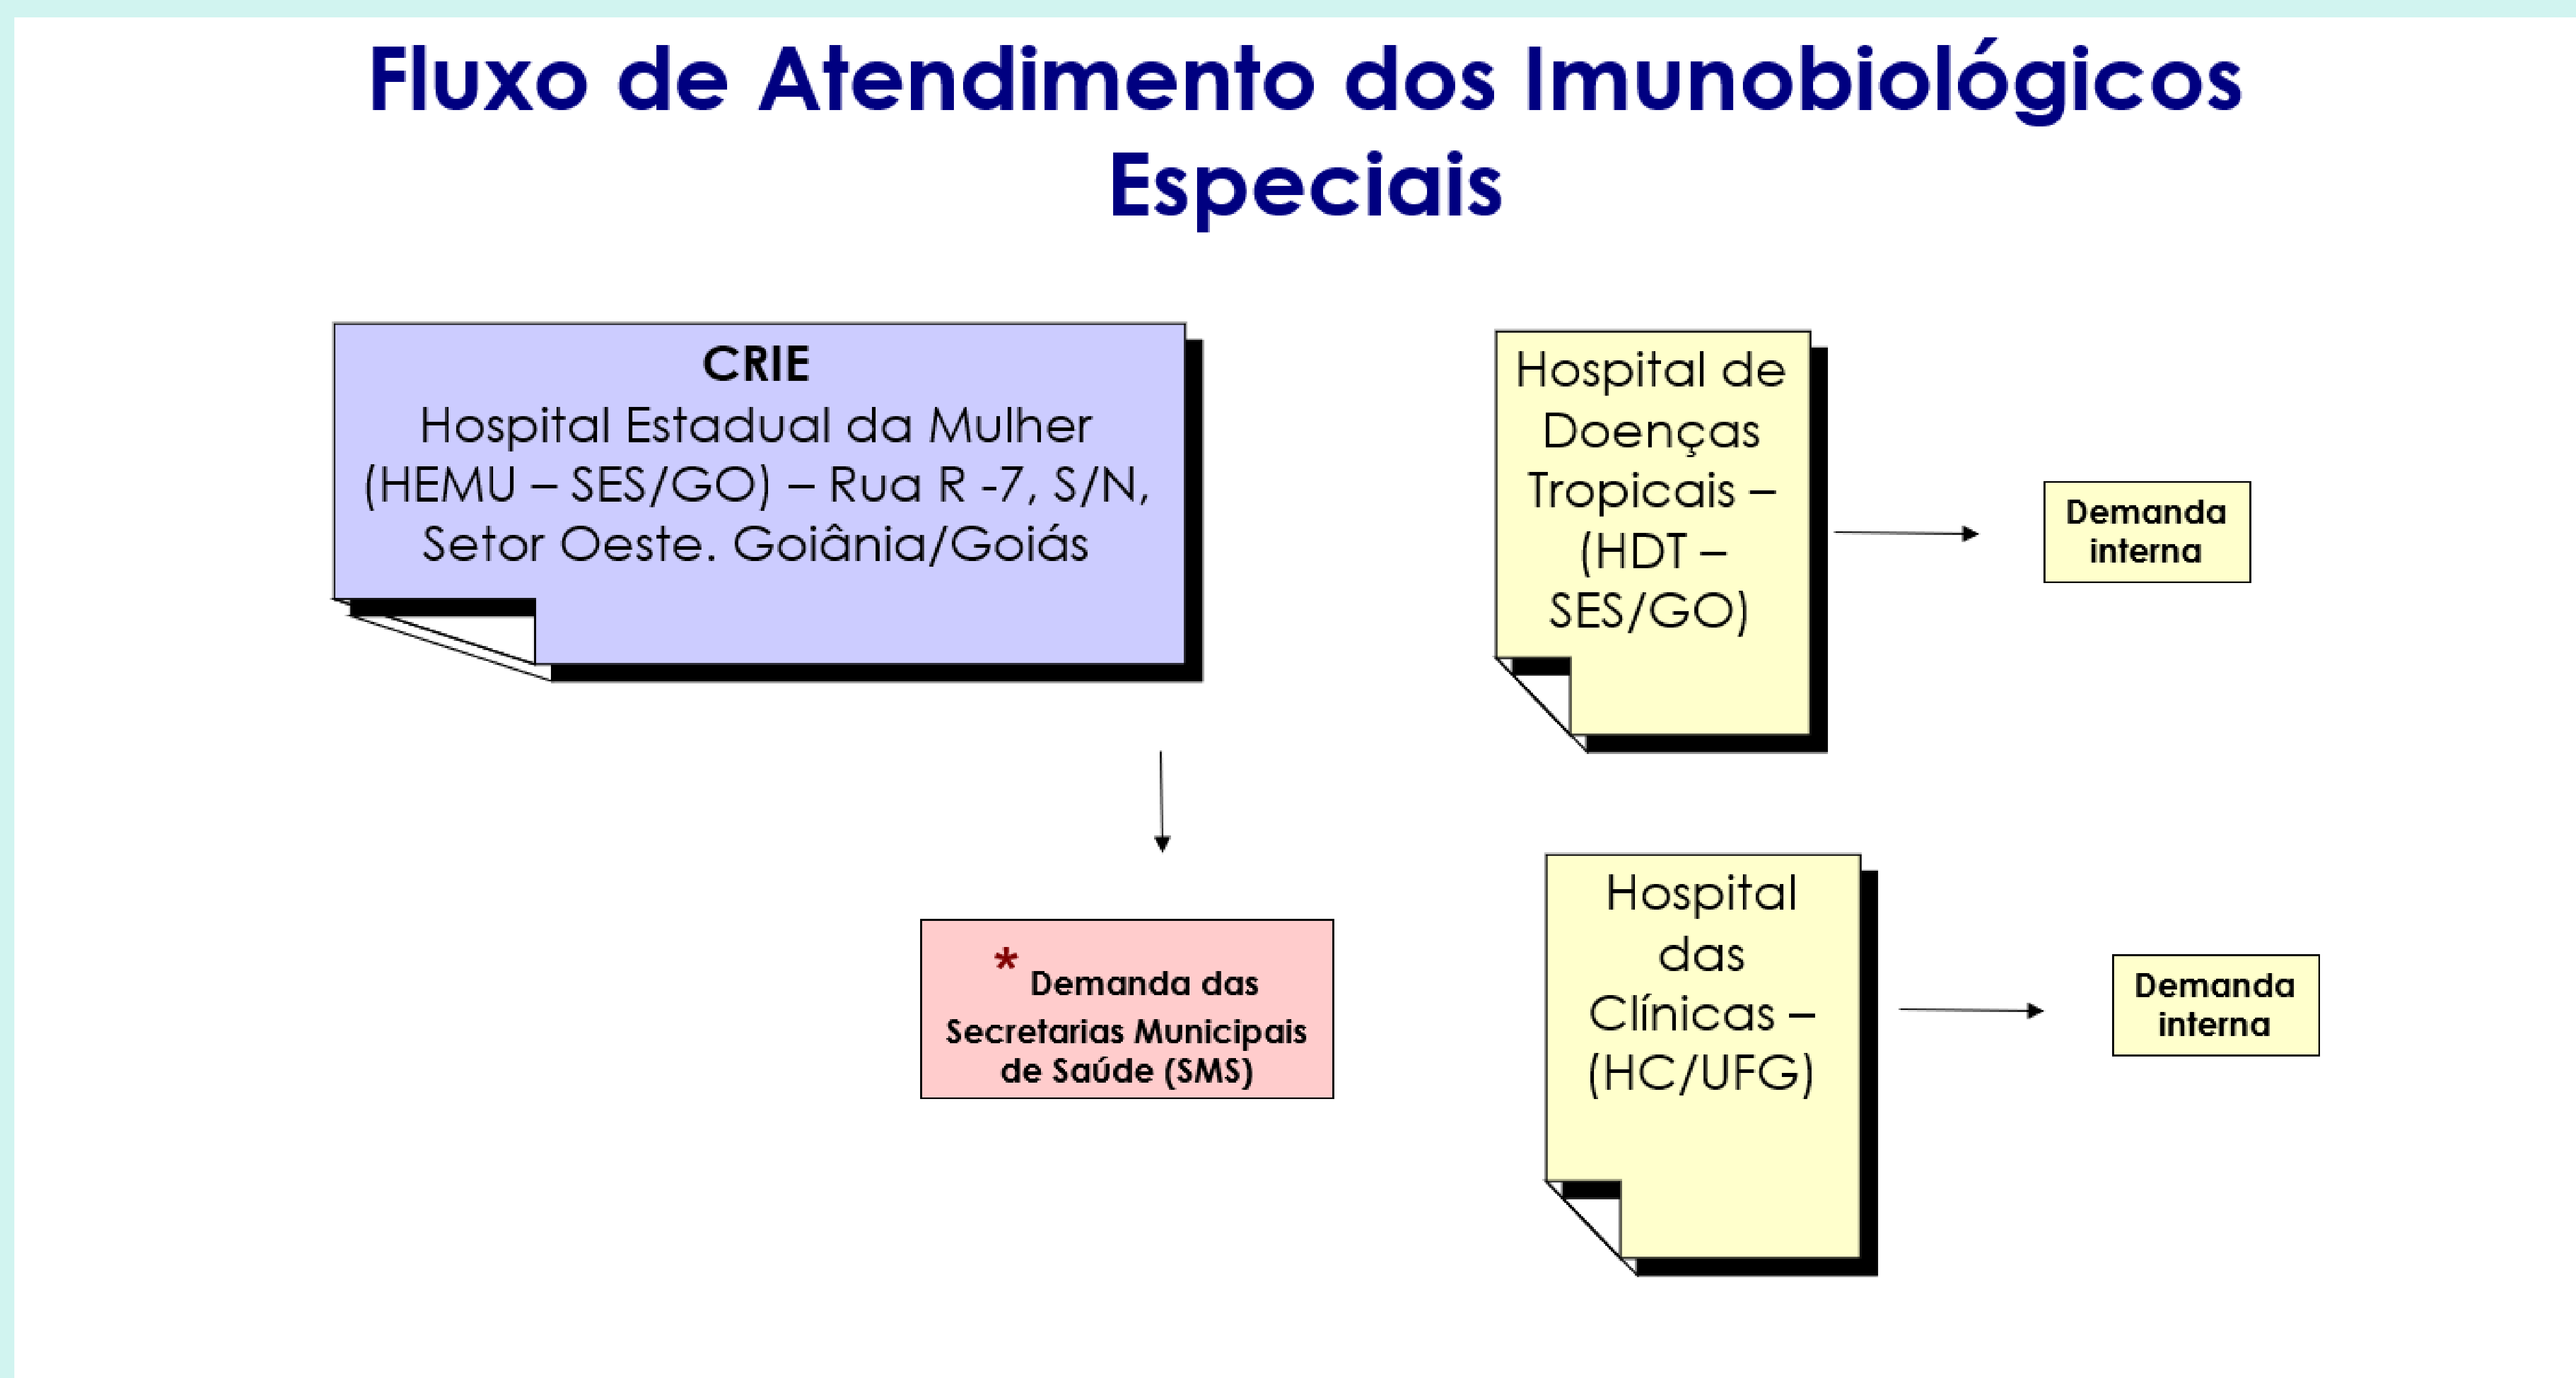 Fluxo de Atendimento dos Imunobiológicos
Especiais
CRIE
Hospital Estadual da Mulher
(HEMU – SES/GO) – Rua R -7, S/N,
Setor Oeste. Goiânia/Goiás
Hospital de
Doenças
Tropicais –
(HDT –
SES/GO)
Demanda
interna
* Demanda das
Secretarias Municipais
de Saúde (SMS)
Hospital
das
Clínicas –
(HC/UFG)
Demanda
interna